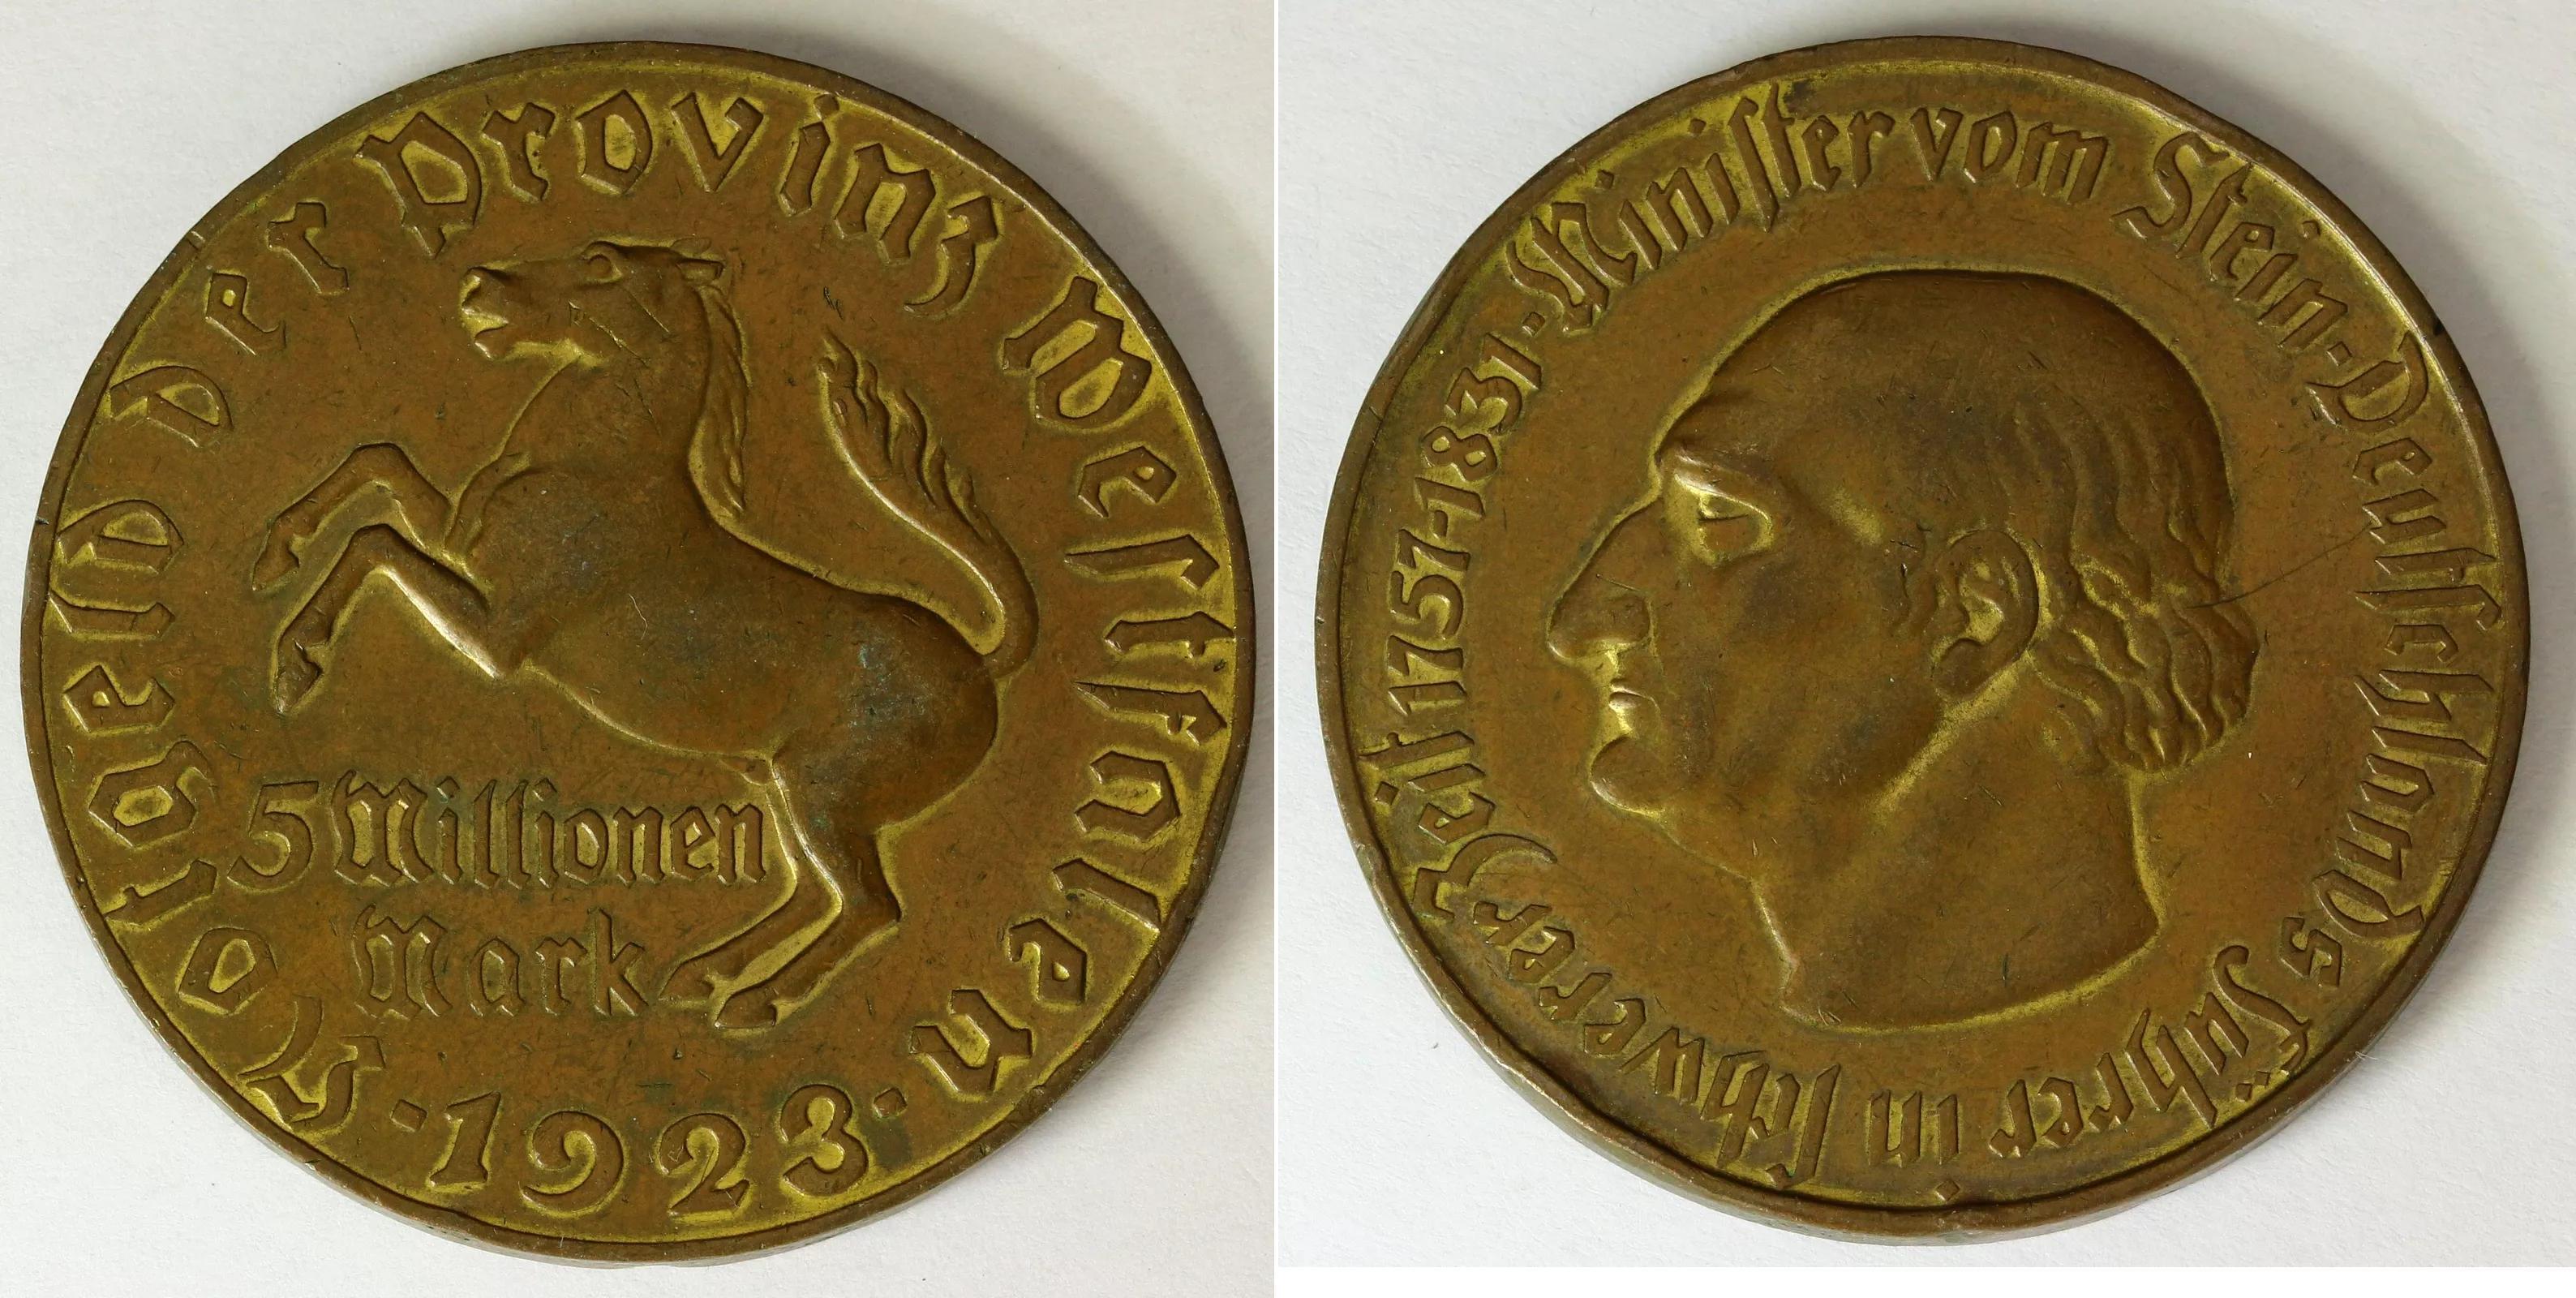 Notgeld der Provinz Westfalen
5 Millionen
Mark
·1923·
Minister vom Stein·Deutschlands Führer in schwerer Zeit 1757-1831·